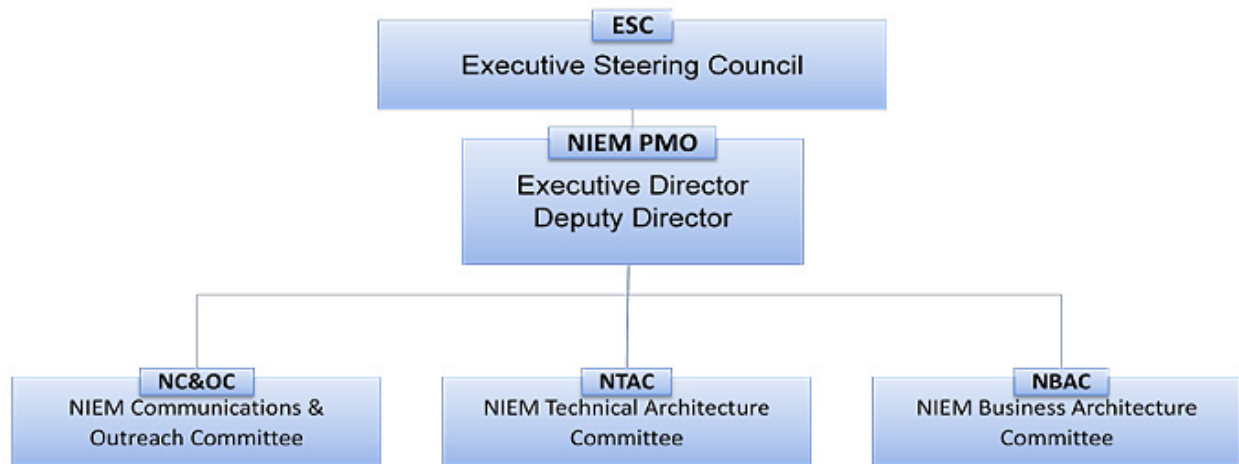 ESC
Executive Steering Council
NIEM PMO
Executive Director
Deputy Director
NC&OC
NIEM Communications &
Outreach Committee
NTAC
NIEM Technical Architecture
Committee
NBAC
NIEM Business Architecture
Committee